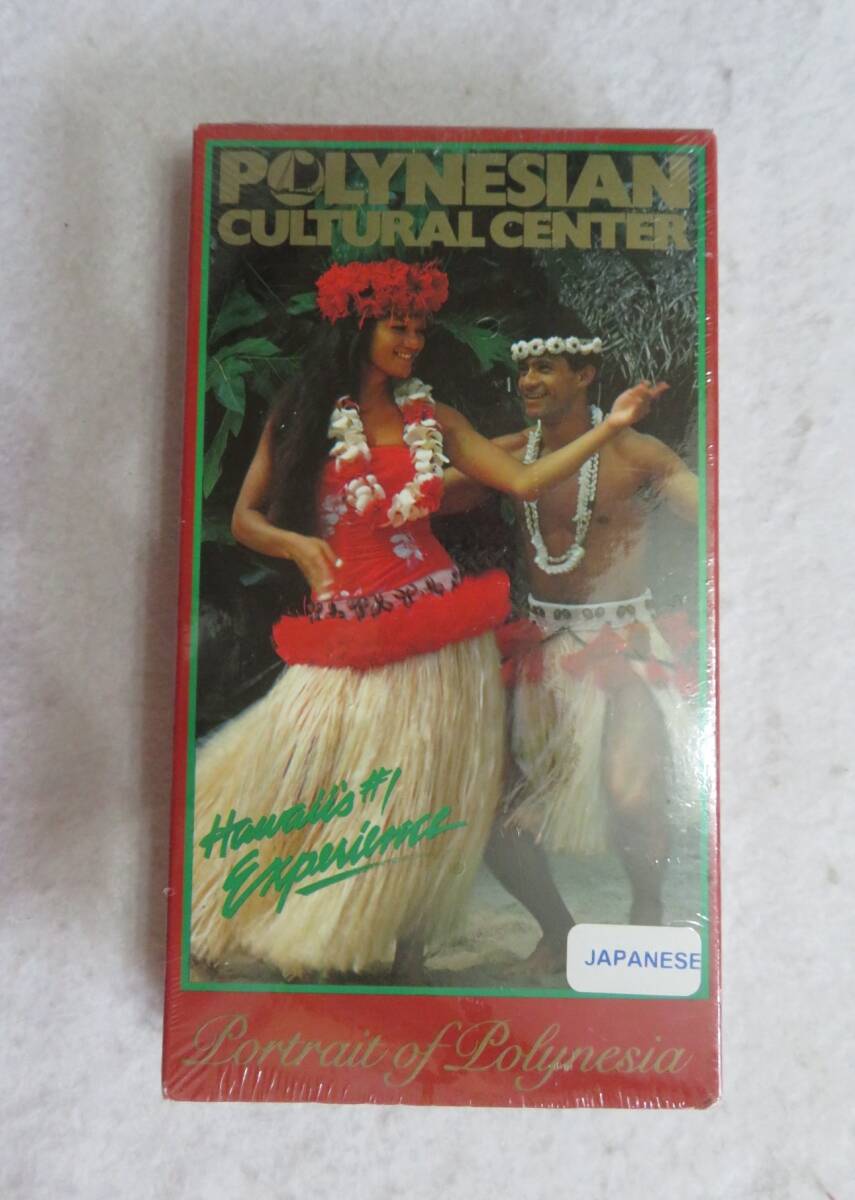 POLYNESIAN
CULTURAL CENTER
Hawaii's #1
Experience
JAPANESE
Portrait of Polynesia